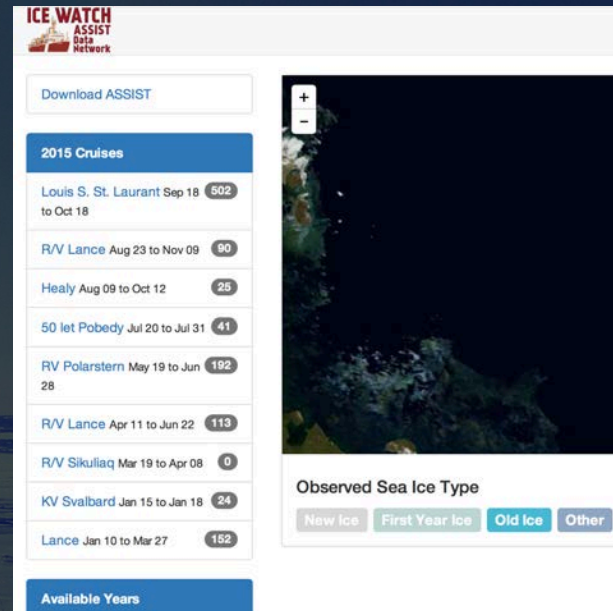 ICE WATCH
ASSIST
Data
Network
Download ASSIST
2015 Cruises
Louis S. St. Laurant Sep 18 502
to Oct 18
R/V Lance Aug 23 to Nov 09 90
Healy Aug 09 to Oct 12 25
50 let Pobedy Jul 20 to Jul 31 41
RV Polarstern May 19 to Jun 192
28
R/V Lance Apr 11 to Jun 22 113
R/V Sikuliaq Mar 19 to Apr 08 0
KV Svalbard Jan 15 to Jan 18 24
Lance Jan 10 to Mar 27 152
Available Years
+
−
Observed Sea Ice Type
New Ice First Year Ice Old Ice Other